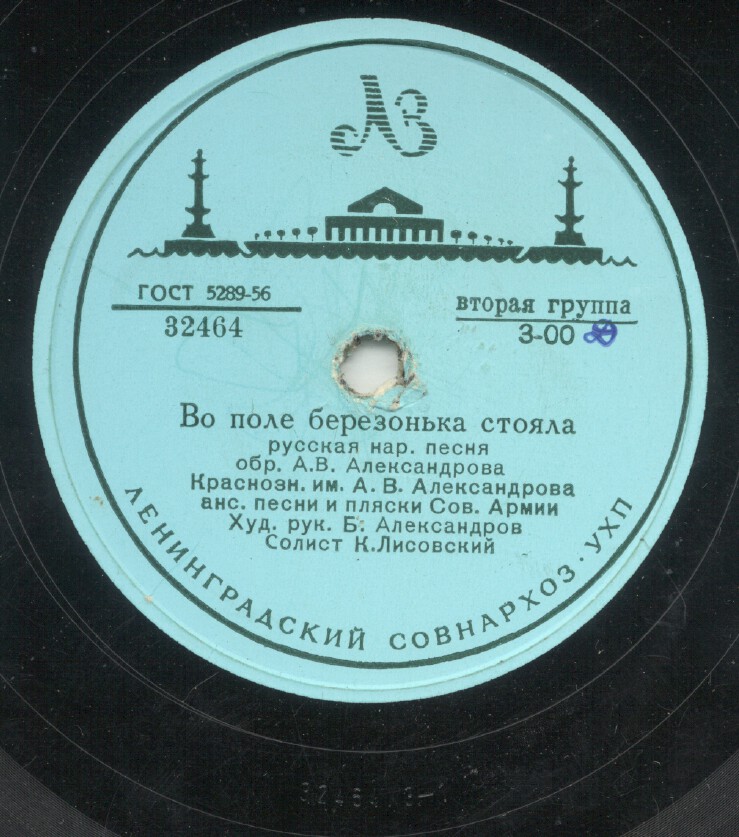 ЛЗ
ГОСТ 5289-56
32464
вторая группа
3-00
Во поле березонька стояла
русская нар. песня
обр. А.В. Александрова
Краснозн. им. А. В. Александрова
анс. песни и пляски Сов. Армии
Худ. рук. Б. Александров
Солист К.Лисовский
ЛЕНИНГРАДСКИЙ СОВНАРХОЗ · УХП